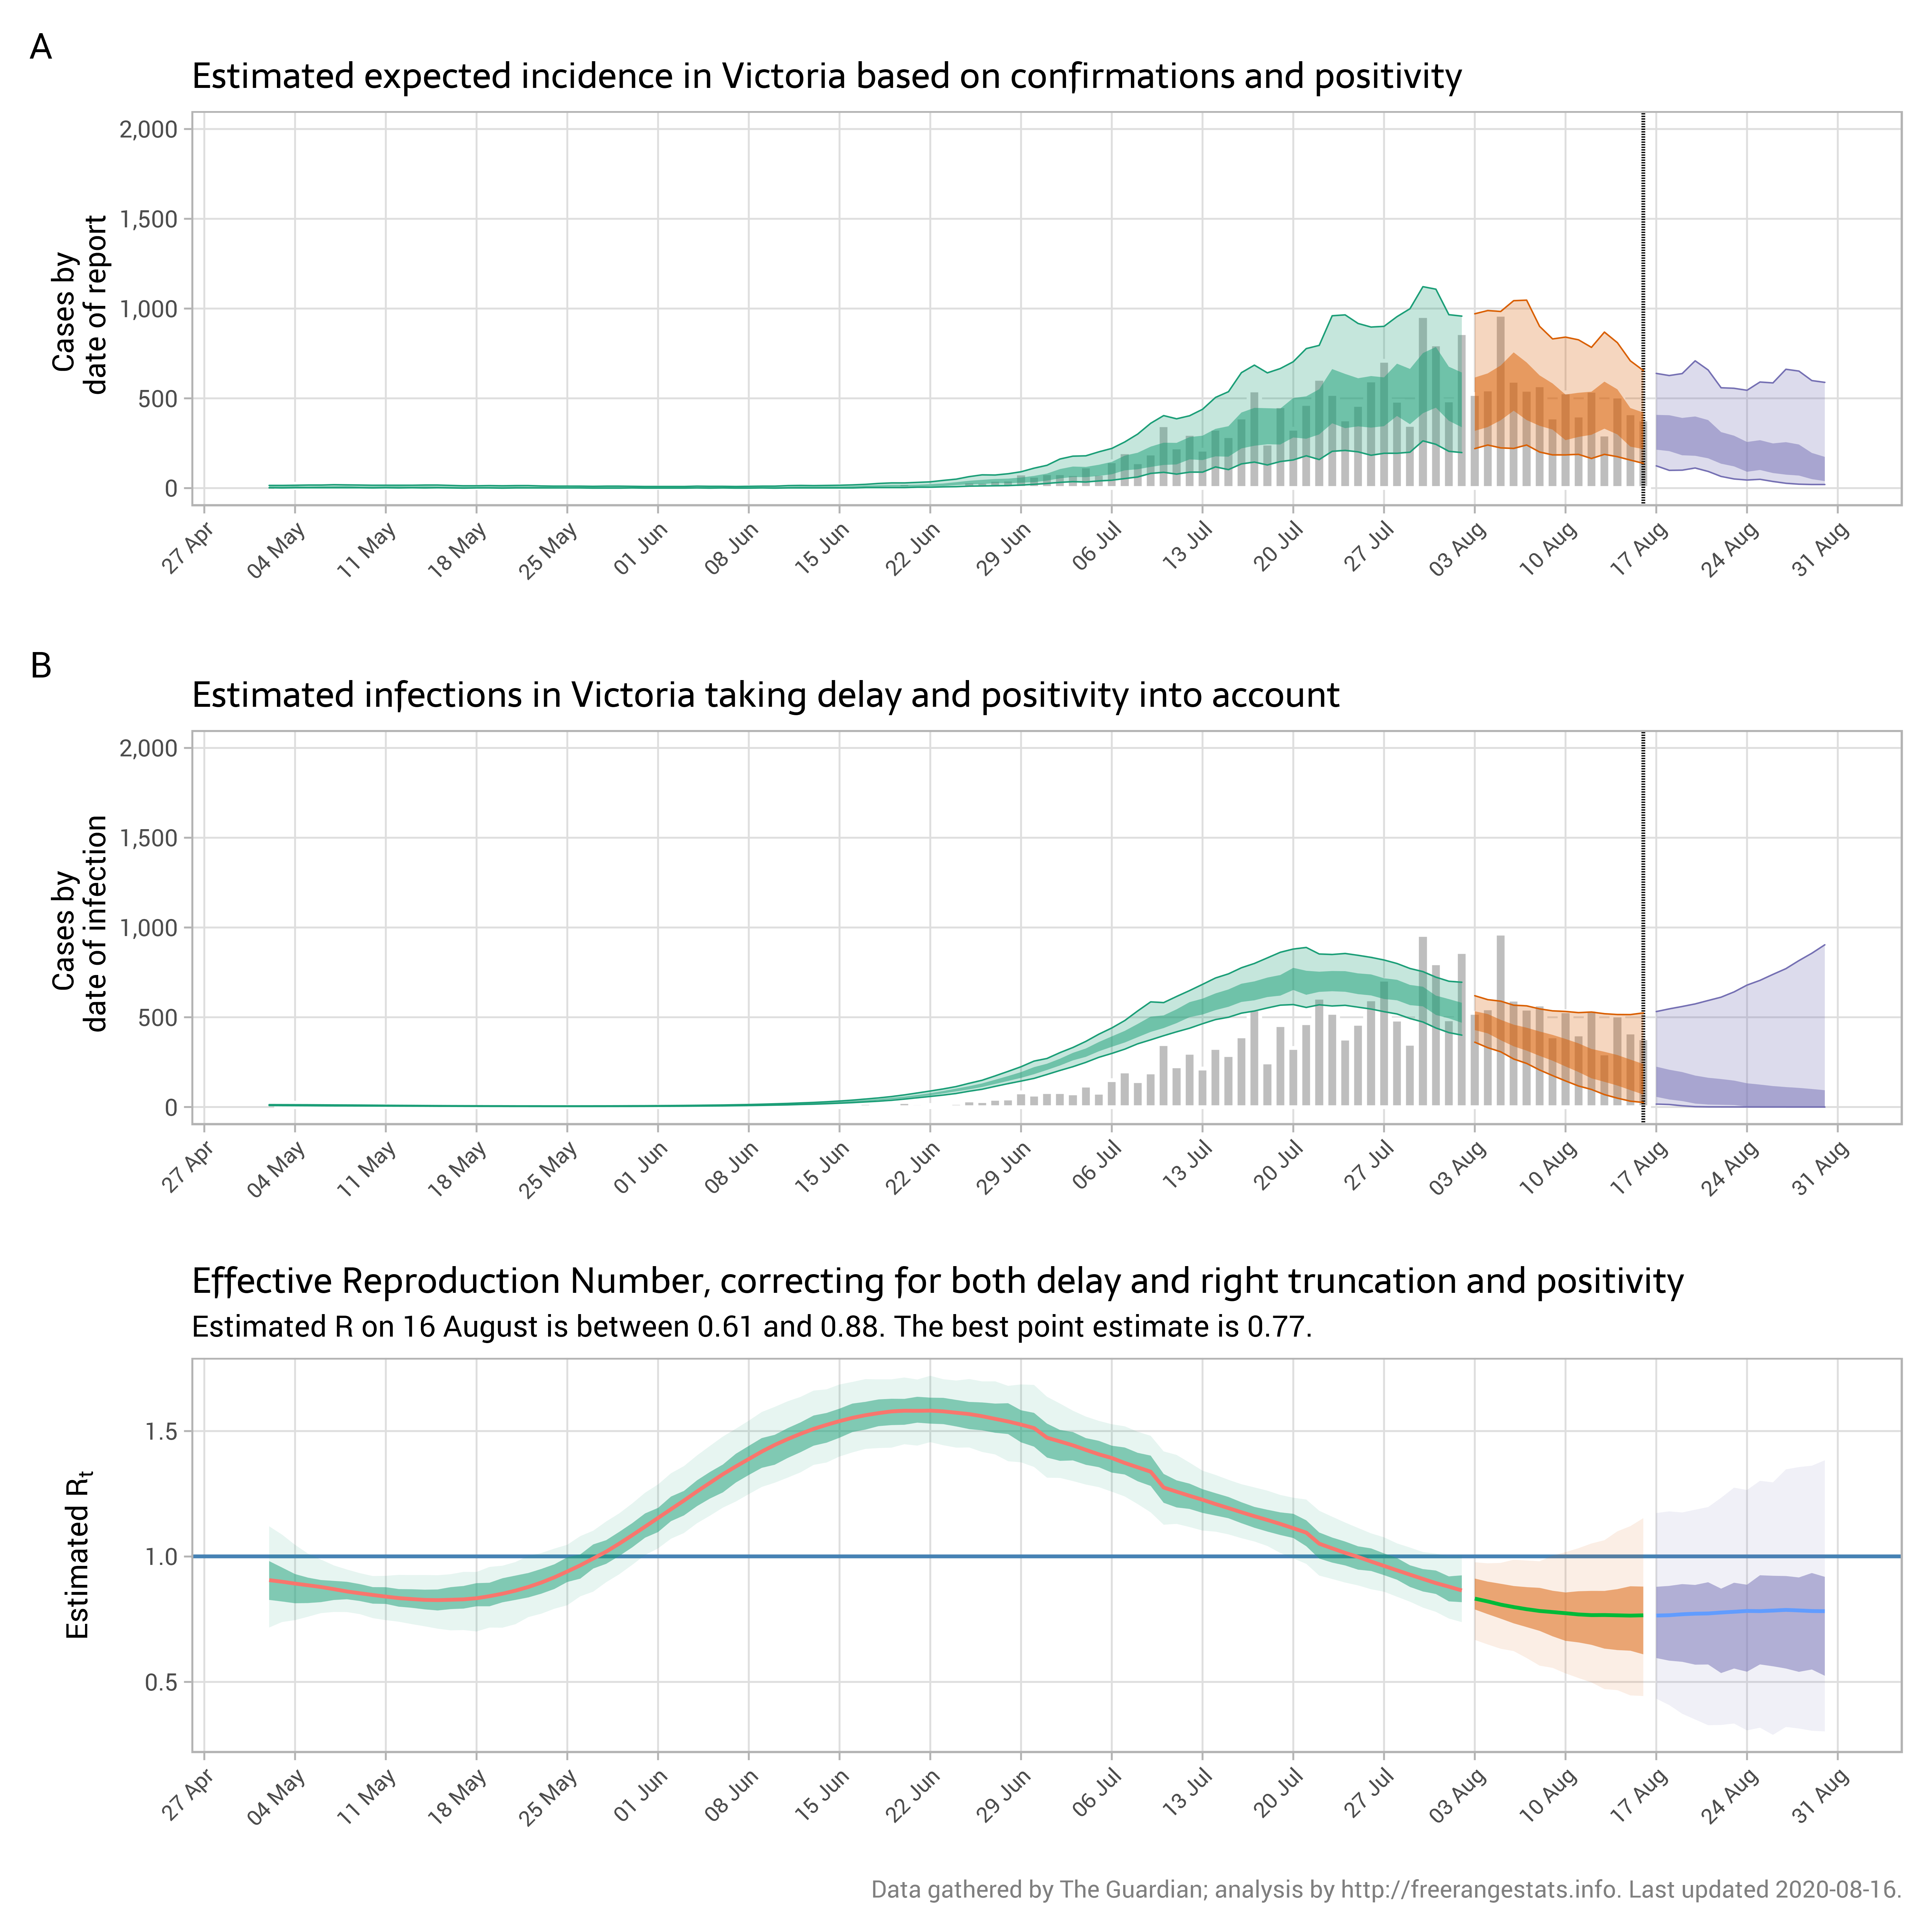 A
Estimated expected incidence in Victoria based on confirmations and positivity
Cases by
date of report
2,000
1,500
1,000
500
0
27 Apr
04 May
11 May
18 May
25 May
01 Jun
08 Jun
15 Jun
22 Jun
29 Jun
06 Jul
13 Jul
20 Jul
27 Jul
03 Aug
10 Aug
17 Aug
24 Aug
31 Aug
B
Estimated infections in Victoria taking delay and positivity into account
Cases by
date of infection
2,000
1,500
1,000
500
0
27 Apr
04 May
11 May
18 May
25 May
01 Jun
08 Jun
15 Jun
22 Jun
29 Jun
06 Jul
13 Jul
20 Jul
27 Jul
03 Aug
10 Aug
17 Aug
24 Aug
31 Aug
Effective Reproduction Number, correcting for both delay and right truncation and positivity
Estimated R on 16 August is between 0.61 and 0.88. The best point estimate is 0.77.
Estimated Rt
1.5
1.0
0.5
27 Apr
04 May
11 May
18 May
25 May
01 Jun
08 Jun
15 Jun
22 Jun
29 Jun
06 Jul
13 Jul
20 Jul
27 Jul
03 Aug
10 Aug
17 Aug
24 Aug
31 Aug
Data gathered by The Guardian; analysis by http://freerangestats.info. Last updated 2020-08-16.